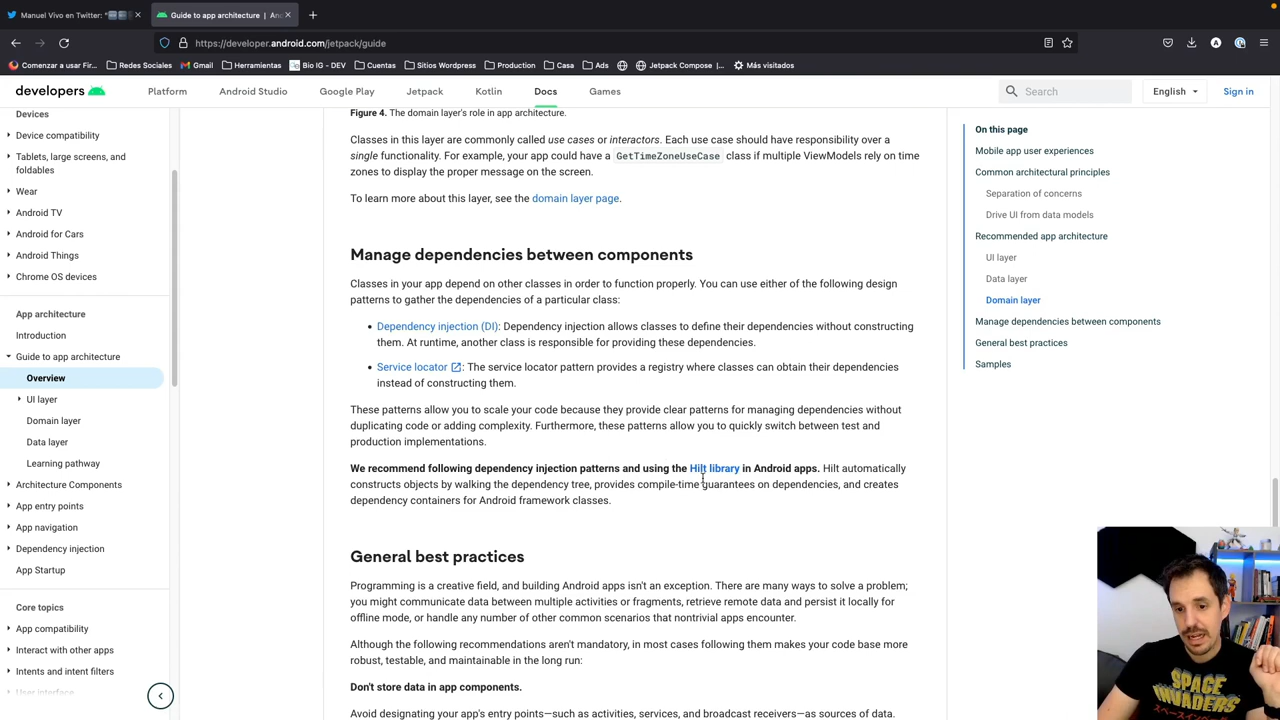 Manuel Vivo en Twitter: "
Guide to app architecture | And
https://developer.android.com/jetpack/guide
Comenzar a usar Fir...
Redes Sociales
Gmail
Herramientas
Bio IG - DEV
Cuentas
Sitios Wordpress
Production
Casa
Ads
Jetpack Compose |...
Más visitados
developers
Platform
Android Studio
Google Play
Jetpack
Kotlin
Docs
Games
Search
English
Sign in
Devices
Device compatibility
Tablets, large screens, and
foldables
Wear
Android TV
Android for Cars
Android Things
Chrome OS devices
App architecture
Introduction
Guide to app architecture
Overview
UI layer
Domain layer
Data layer
Learning pathway
Architecture Components
App entry points
App navigation
Dependency injection
App Startup
Core topics
App compatibility
Interact with other apps
Intents and intent filters
User interface
Figure 4. The domain layer's role in app architecture.
Classes in this layer are commonly called use cases or interactors. Each use case should have responsibility over a
single functionality. For example, your app could have a GetTimeZoneUseCase class if multiple ViewModels rely on time
zones to display the proper message on the screen.
To learn more about this layer, see the domain layer page.
Manage dependencies between components
Classes in your app depend on other classes in order to function properly. You can use either of the following design
patterns to gather the dependencies of a particular class:
• Dependency injection (DI): Dependency injection allows classes to define their dependencies without constructing
them. At runtime, another class is responsible for providing these dependencies.
• Service locator: The service locator pattern provides a registry where classes can obtain their dependencies
instead of constructing them.
These patterns allow you to scale your code because they provide clear patterns for managing dependencies without
duplicating code or adding complexity. Furthermore, these patterns allow you to quickly switch between test and
production implementations.
We recommend following dependency injection patterns and using the Hilt library in Android apps. Hilt automatically
constructs objects by walking the dependency tree, provides compile-time guarantees on dependencies, and creates
dependency containers for Android framework classes.
General best practices
Programming is a creative field, and building Android apps isn't an exception. There are many ways to solve a problem;
you might communicate data between multiple activities or fragments, retrieve remote data and persist it locally for
offline mode, or handle any number of other common scenarios that nontrivial apps encounter.
Although the following recommendations aren't mandatory, in most cases following them makes your code base more
robust, testable, and maintainable in the long run:
Don't store data in app components.
Avoid designating your app's entry points—such as activities, services, and broadcast receivers—as sources of data.
On this page
Mobile app user experiences
Common architectural principles
Separation of concerns
Drive UI from data models
Recommended app architecture
UI layer
Data layer
Domain layer
Manage dependencies between components
General best practices
Samples
SPACE
INVADERS